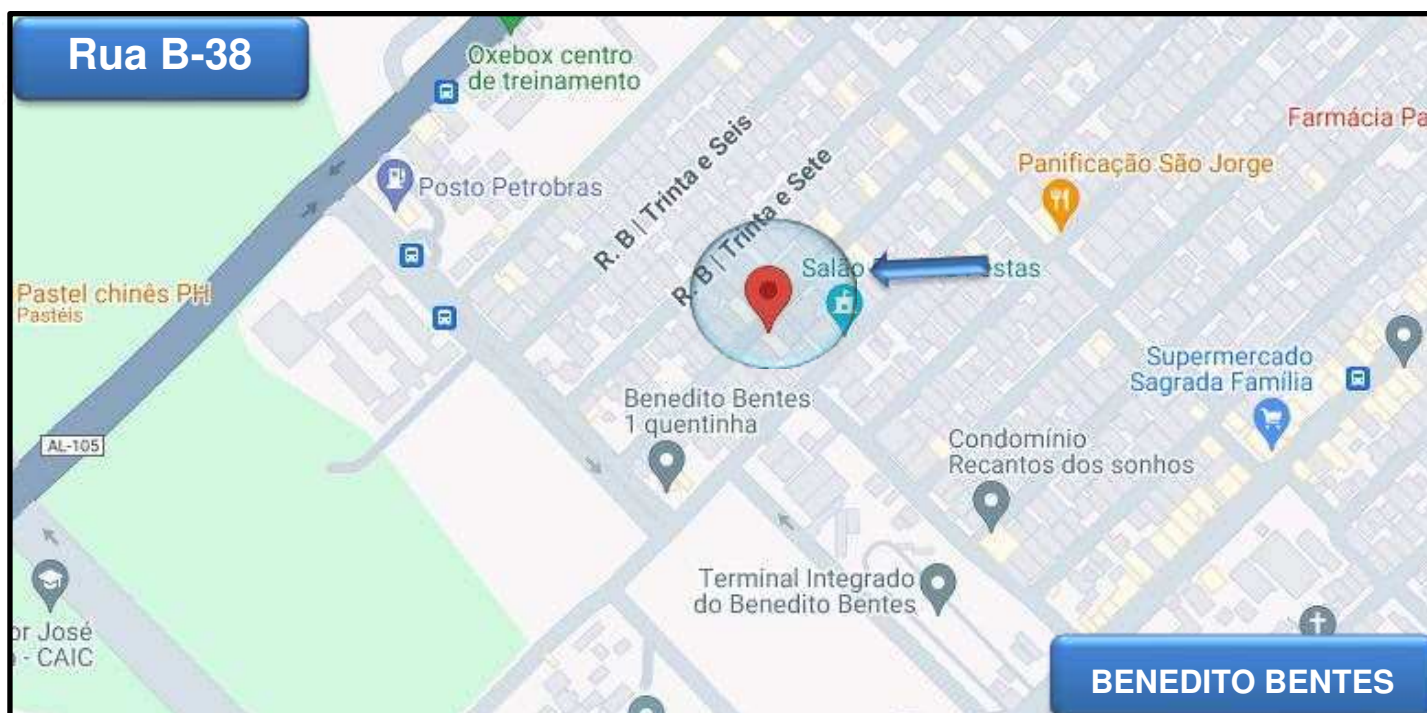 Rua B-38
Oxebox centro
de treinamento
Farmácia Pa
Panificação São Jorge
Posto Petrobras
R. B | Trinta e Seis
R. B | Trinta e Sete
Salão
estas
Pastel chinês PH
Pastéis
Supermercado
Sagrada Família
Benedito Bentes
1 quentinha
AL-105
Condomínio
Recantos dos sonhos
Terminal Integrado
do Benedito Bentes
or José
- CAIC
BENEDITO BENTES